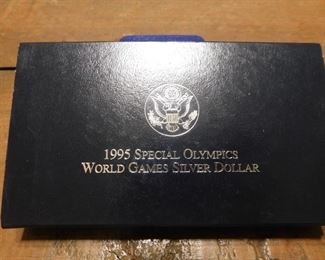 1995 SPECIAL OLYMPICS
WORLD GAMES SILVER DOLLAR